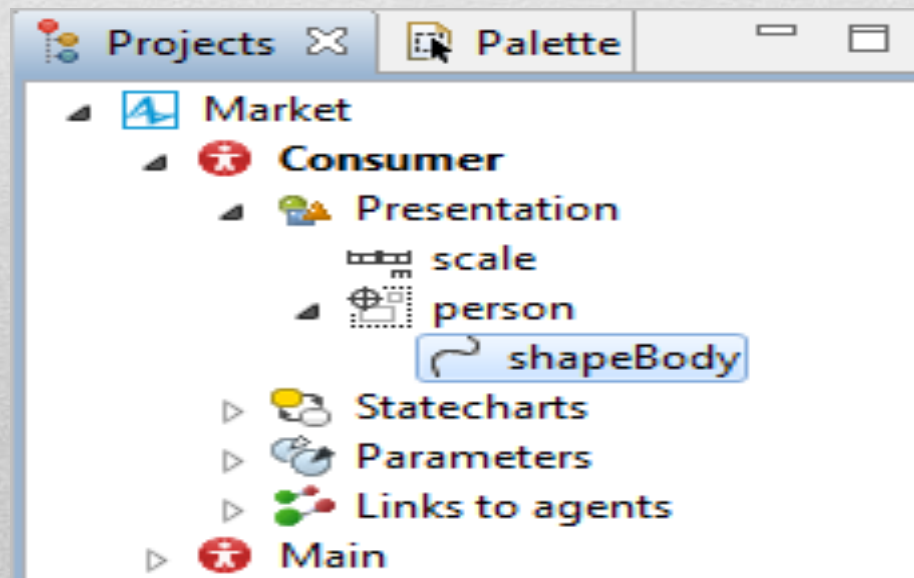 Projects Palette
Market
Consumer
Presentation
scale
person
shapeBody
Statecharts
Parameters
Links to agents
Main